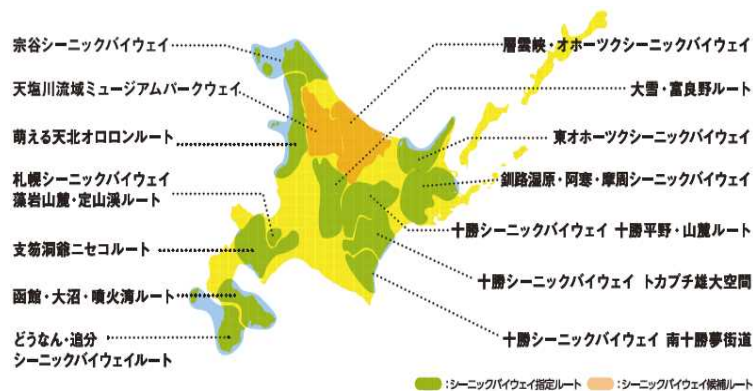 宗谷シーニックバイウェイ
天塩川流域ミュージアムパークウェイ
萌える天北オロロンルート
札幌シーニックバイウェイ
藻岩山麓・定山渓ルート
支笏洞爺ニセコルート
函館・大沼・噴火湾ルート
どうなん・追分
シーニックバイウェイルート
層雲峡・オホーツクシーニックバイウェイ
大雪・富良野ルート
東オホーツクシーニックバイウェイ
釧路湿原・阿寒・摩周シーニックバイウェイ
十勝シーニックバイウェイ 十勝平野・山麓ルート
十勝シーニックバイウェイ トカプチ雄大空間
十勝シーニックバイウェイ 南十勝夢街道
:シーニックバイウェイ指定ルート
:シーニックバイウェイ候補ルート